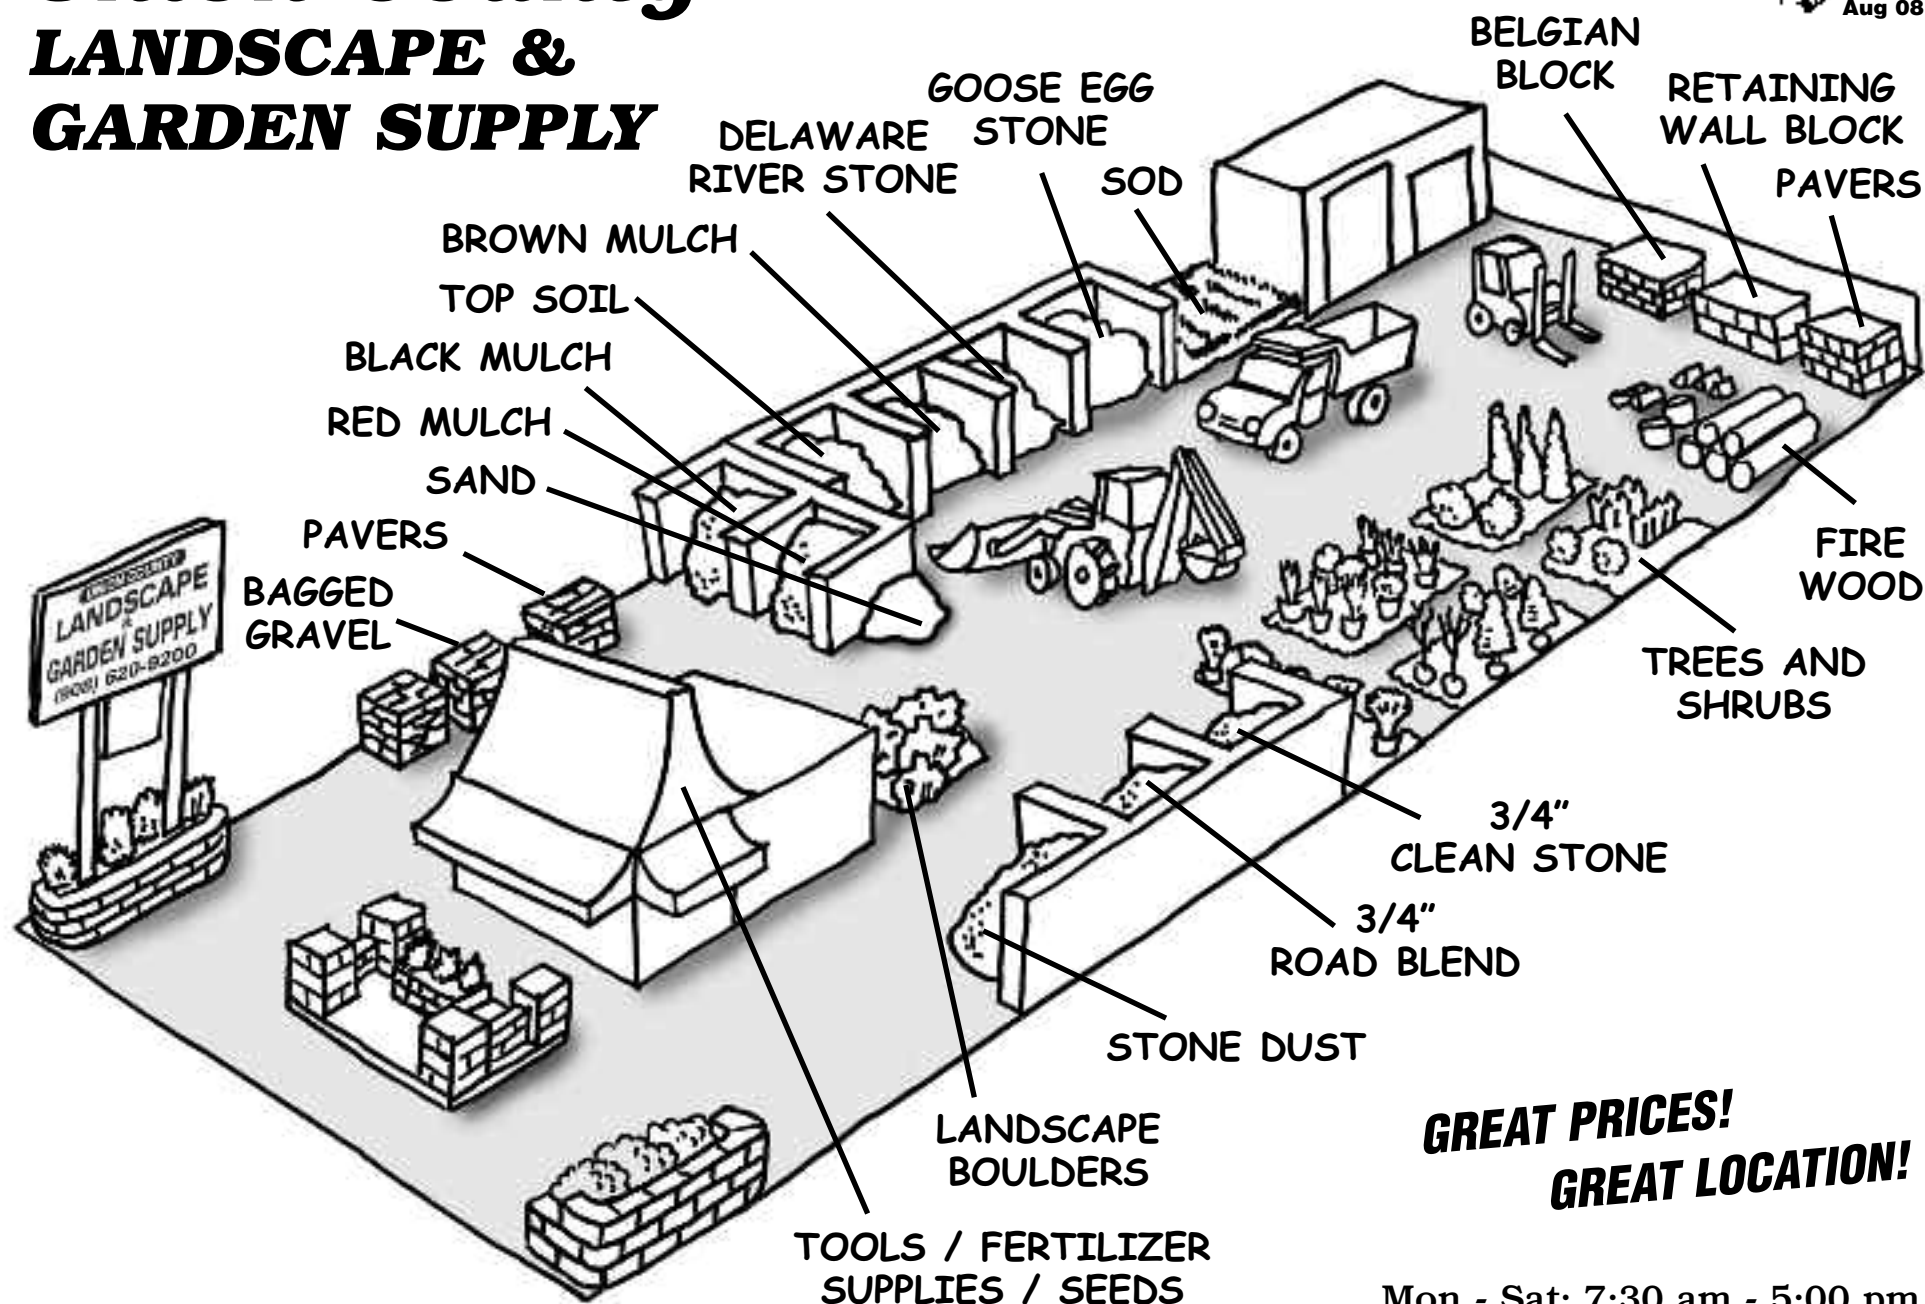 LANDSCAPE &
GARDEN SUPPLY
Aug 08
BELGIAN
BLOCK
RETAINING
WALL BLOCK
PAVERS
GOOSE EGG
STONE
DELAWARE
RIVER STONE
SOD
BROWN MULCH
TOP SOIL
BLACK MULCH
RED MULCH
SAND
PAVERS
BAGGED
GRAVEL
UNION COUNTY
LANDSCAPE
&
GARDEN SUPPLY
(908) 620-9200
FIRE
WOOD
TREES AND
SHRUBS
3/4”
CLEAN STONE
3/4”
ROAD BLEND
STONE DUST
LANDSCAPE
BOULDERS
TOOLS / FERTILIZER
SUPPLIES / SEEDS
GREAT PRICES!
GREAT LOCATION!
Mon - Sat: 7:30 am - 5:00 pm